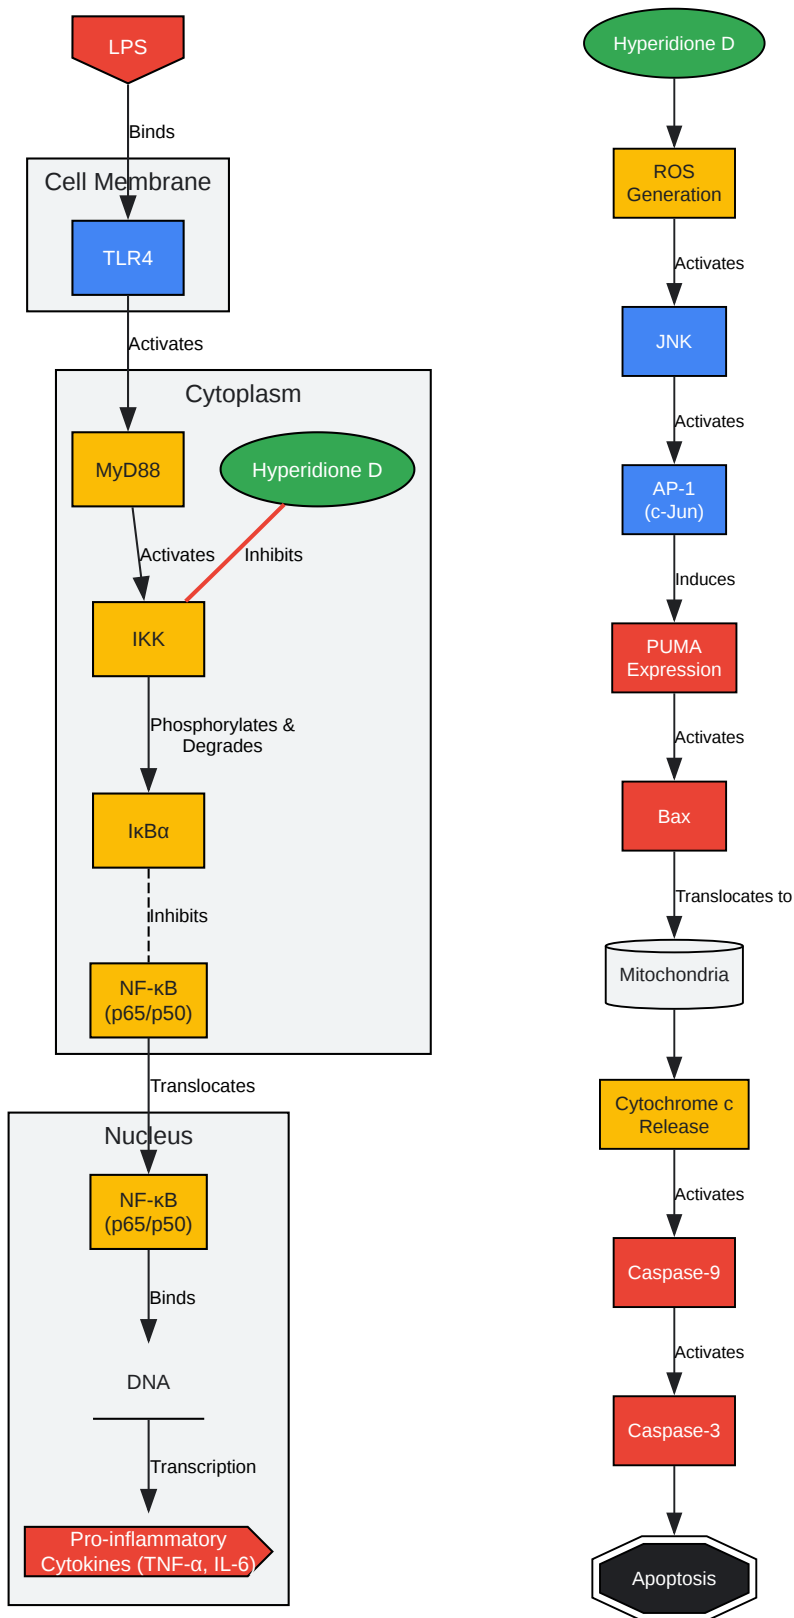 LPS
Binds
Cell Membrane
TLR4
Activates
Cytoplasm
MyD88
Hyperidione D
Activates
Inhibits
IKK
Phosphorylates &
Degrades
IκBα
Inhibits
NF-κB
(p65/p50)
Translocates
Nucleus
NF-κB
(p65/p50)
Binds
DNA
Transcription
Pro-inflammatory
Cytokines (TNF-α, IL-6)
Hyperidione D
ROS
Generation
Activates
JNK
Activates
AP-1
(c-Jun)
Induces
PUMA
Expression
Activates
Bax
Translocates to
Mitochondria
Cytochrome c
Release
Activates
Caspase-9
Activates
Caspase-3
Apoptosis